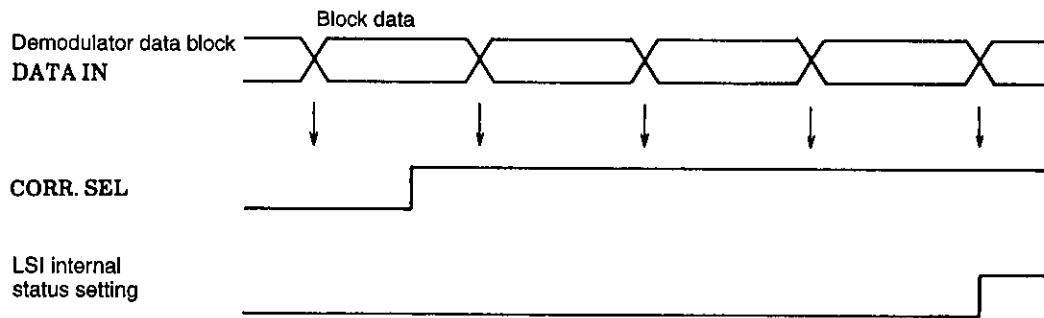 Block data
Demodulator data block
DATA IN
CORR. SEL
LSI internal
status setting